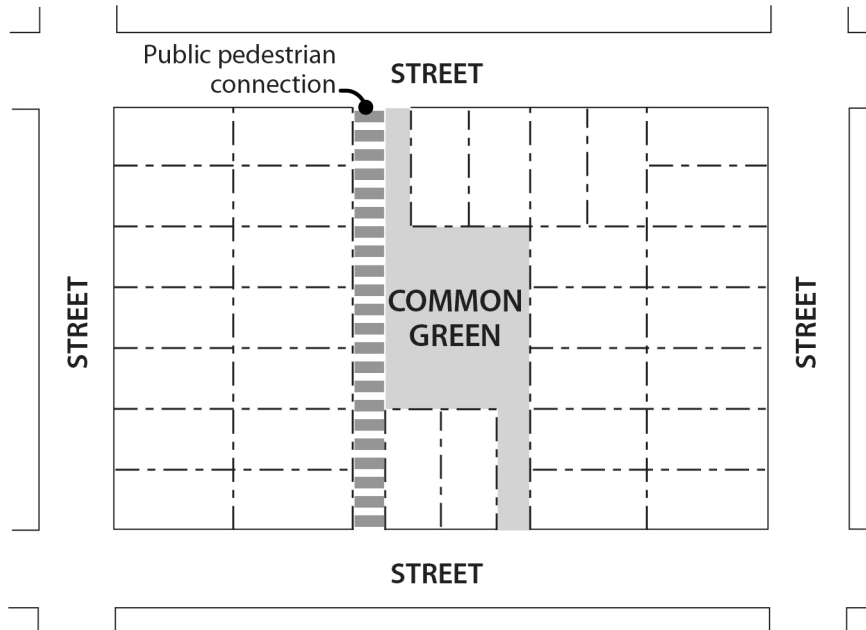 Public pedestrian
connection
STREET
STREET
COMMON
GREEN
STREET
STREET